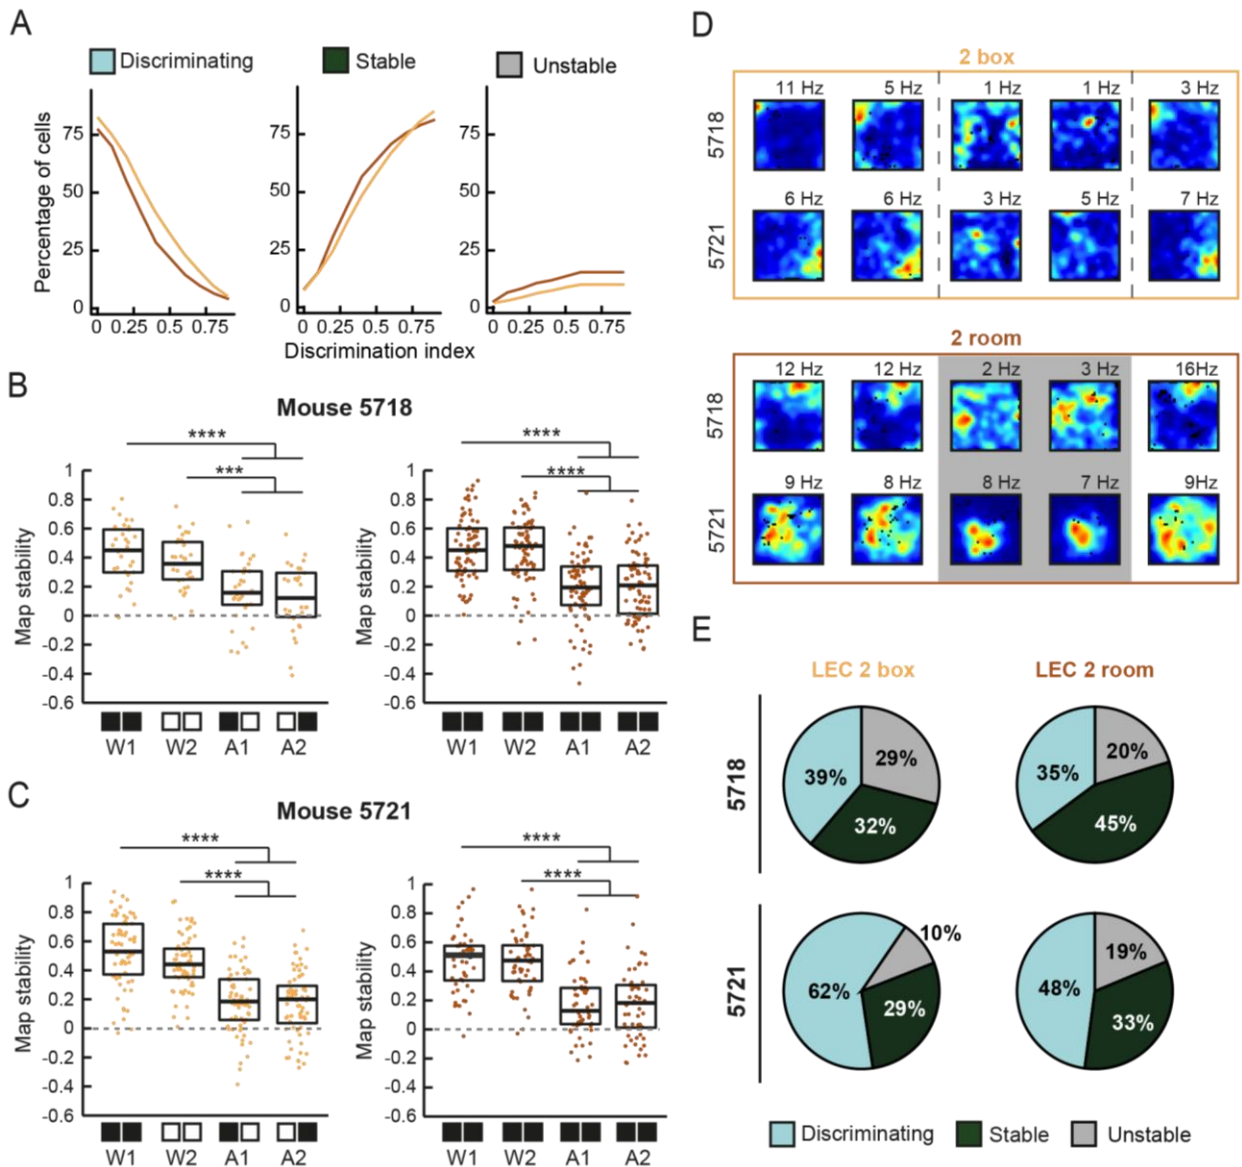 A
Discriminating
Stable
Unstable
Percentage of cells
75
50
25
0
0 0.25 0.5 0.75
75
50
25
0
0 0.25 0.5 0.75
75
50
25
0
0 0.25 0.5 0.75
Discrimination index
B
Mouse 5718
****
***
Map stability
1
0.8
0.6
0.4
0.2
0
-0.2
-0.4
-0.6
W1 W2 A1 A2
****
****
Map stability
1
0.8
0.6
0.4
0.2
0
-0.2
-0.4
-0.6
W1 W2 A1 A2
C
Mouse 5721
****
****
Map stability
1
0.8
0.6
0.4
0.2
0
-0.2
-0.4
-0.6
W1 W2 A1 A2
****
****
Map stability
1
0.8
0.6
0.4
0.2
0
-0.2
-0.4
-0.6
W1 W2 A1 A2
D
2 box
5718
11 Hz 5 Hz 1 Hz 1 Hz 3 Hz
5721
6 Hz 6 Hz 3 Hz 5 Hz 7 Hz
2 room
5718
12 Hz 12 Hz 2 Hz 3 Hz 16Hz
5721
9 Hz 8 Hz 8 Hz 7 Hz 9Hz
E
LEC 2 box LEC 2 room
5718
39% 29% 32%
35% 20% 45%
5721
62% 10% 29%
48% 19% 33%
Discriminating Stable Unstable